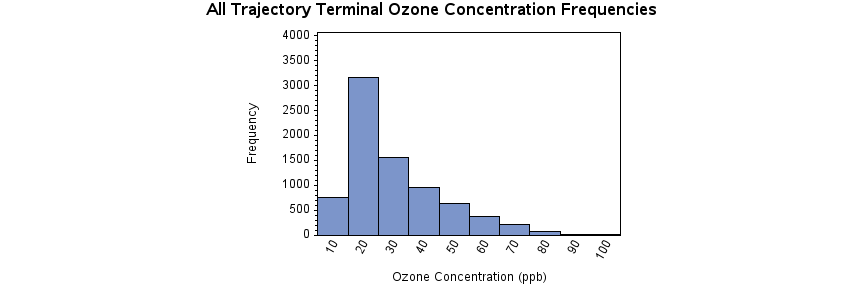 All Trajectory Terminal Ozone Concentration Frequencies
4000
3500
3000
2500
2000
1500
1000
500
0
Frequency
10 20 30 40 50 60 70 80 90 100
Ozone Concentration (ppb)